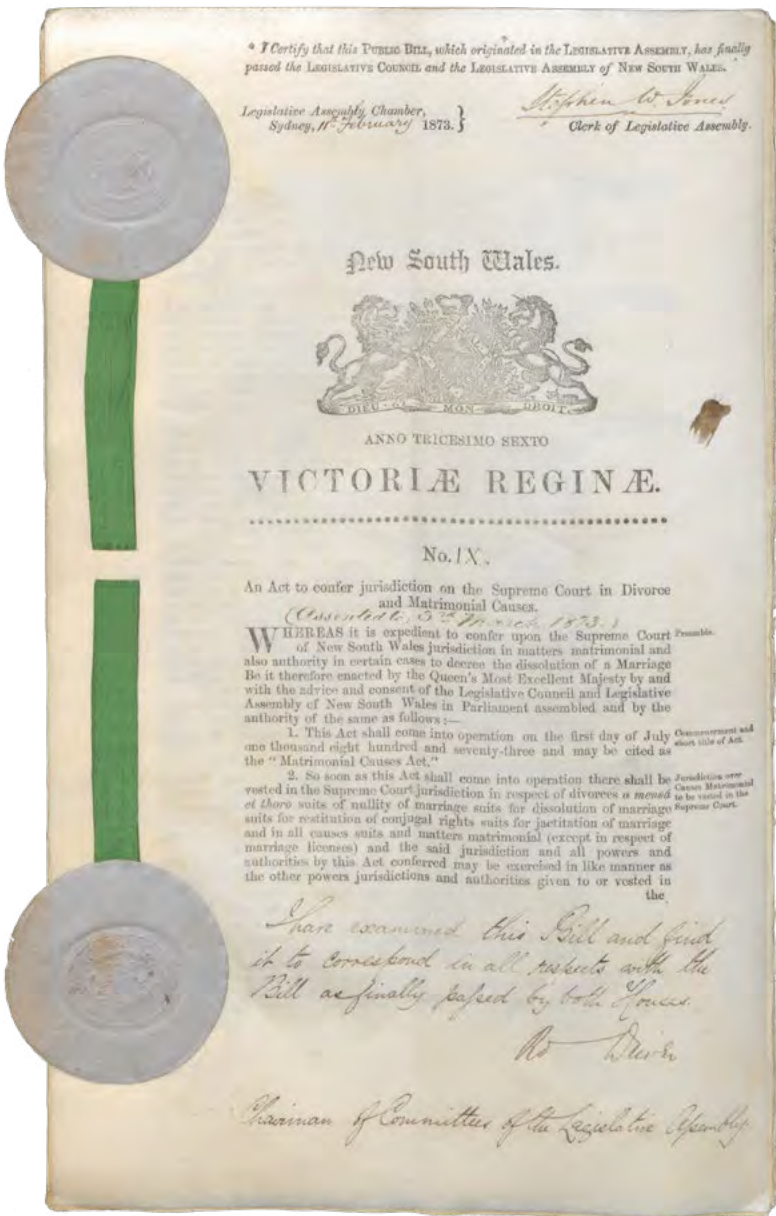 * I Certify that this PUBLIC BILL, which originated in the LEGISLATIVE ASSEMBLY, has finally
passed the LEGISLATIVE COUNCIL and the LEGISLATIVE ASSEMBLY of NEW SOUTH WALES.
Legislative Assembly Chamber,
Sydney, 11th February 1873.
Stephen W. Jones
Clerk of Legislative Assembly.
New South Wales.
DIEU ET MON DROIT.
ANNO TRICESIMO SEXTO
VICTORIÆ REGINÆ.
No. IX.
An Act to confer jurisdiction on the Supreme Court in Divorce
and Matrimonial Causes.
(Assented to, 3rd March 1873.)
WHEREAS it is expedient to confer upon the Supreme Court Preamble.
of New South Wales jurisdiction in matters matrimonial and
also authority in certain cases to decree the dissolution of a Marriage
Be it therefore enacted by the Queen's Most Excellent Majesty by and
with the advice and consent of the Legislative Council and Legislative
Assembly of New South Wales in Parliament assembled and by the
authority of the same as follows :—
1. This Act shall come into operation on the first day of July Commencement and
one thousand eight hundred and seventy-three and may be cited as short title of Act.
the "Matrimonial Causes Act."
2. So soon as this Act shall come into operation there shall be Jurisdiction over
vested in the Supreme Court jurisdiction in respect of divorces a mensâ Causes Matrimonial
et thoro suits of nullity of marriage suits for dissolution of marriage to be vested in the
suits for restitution of conjugal rights suits for jactitation of marriage Supreme Court.
and in all causes suits and matters matrimonial (except in respect of
marriage licenses) and the said jurisdiction and all powers and
authorities by this Act conferred may be exercised in like manner as
the other powers jurisdictions and authorities given to or vested in
the
I have examined this Bill and find
it to correspond in all respects with the
Bill as finally passed by both Houses.
Rd Driver
Chairman of Committees of the Legislative Assembly